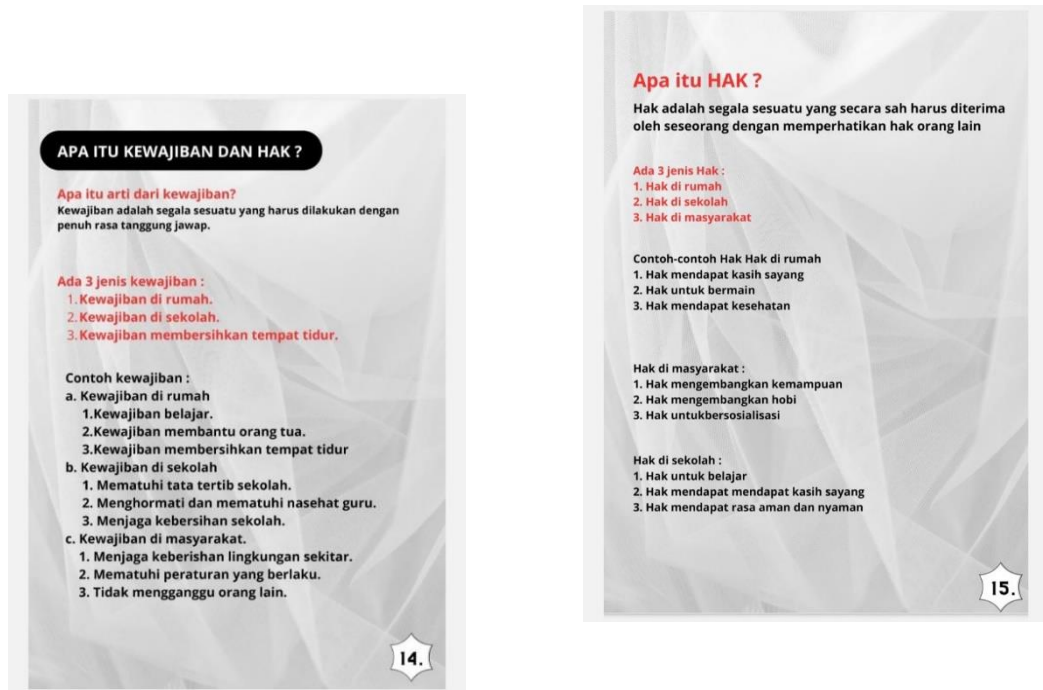 APA ITU KEWAJIBAN DAN HAK ?
Apa itu arti dari kewajiban?
Kewajiban adalah segala sesuatu yang harus dilakukan dengan
penuh rasa tanggung jawap.
Ada 3 jenis kewajiban :
1. Kewajiban di rumah.
2. Kewajiban di sekolah.
3. Kewajiban membersihkan tempat tidur.
Contoh kewajiban :
a. Kewajiban di rumah
1.Kewajiban belajar.
2.Kewajiban membantu orang tua.
3.Kewajiban membersihkan tempat tidur
b. Kewajiban di sekolah
1. Mematuhi tata tertib sekolah.
2. Menghormati dan mematuhi nasehat guru.
3. Menjaga kebersihan sekolah.
c. Kewajiban di masyarakat.
1. Menjaga keberishan lingkungan sekitar.
2. Mematuhi peraturan yang berlaku.
3. Tidak mengganggu orang lain.
14.
Apa itu HAK ?
Hak adalah segala sesuatu yang secara sah harus diterima
oleh seseorang dengan memperhatikan hak orang lain
Ada 3 jenis Hak :
1. Hak di rumah
2. Hak di sekolah
3. Hak di masyarakat
Contoh-contoh Hak Hak di rumah
1. Hak mendapat kasih sayang
2. Hak untuk bermain
3. Hak mendapat kesehatan
Hak di masyarakat :
1. Hak mengembangkan kemampuan
2. Hak mengembangkan hobi
3. Hak untukbersosialisasi
Hak di sekolah :
1. Hak untuk belajar
2. Hak mendapat mendapat kasih sayang
3. Hak mendapat rasa aman dan nyaman
15.